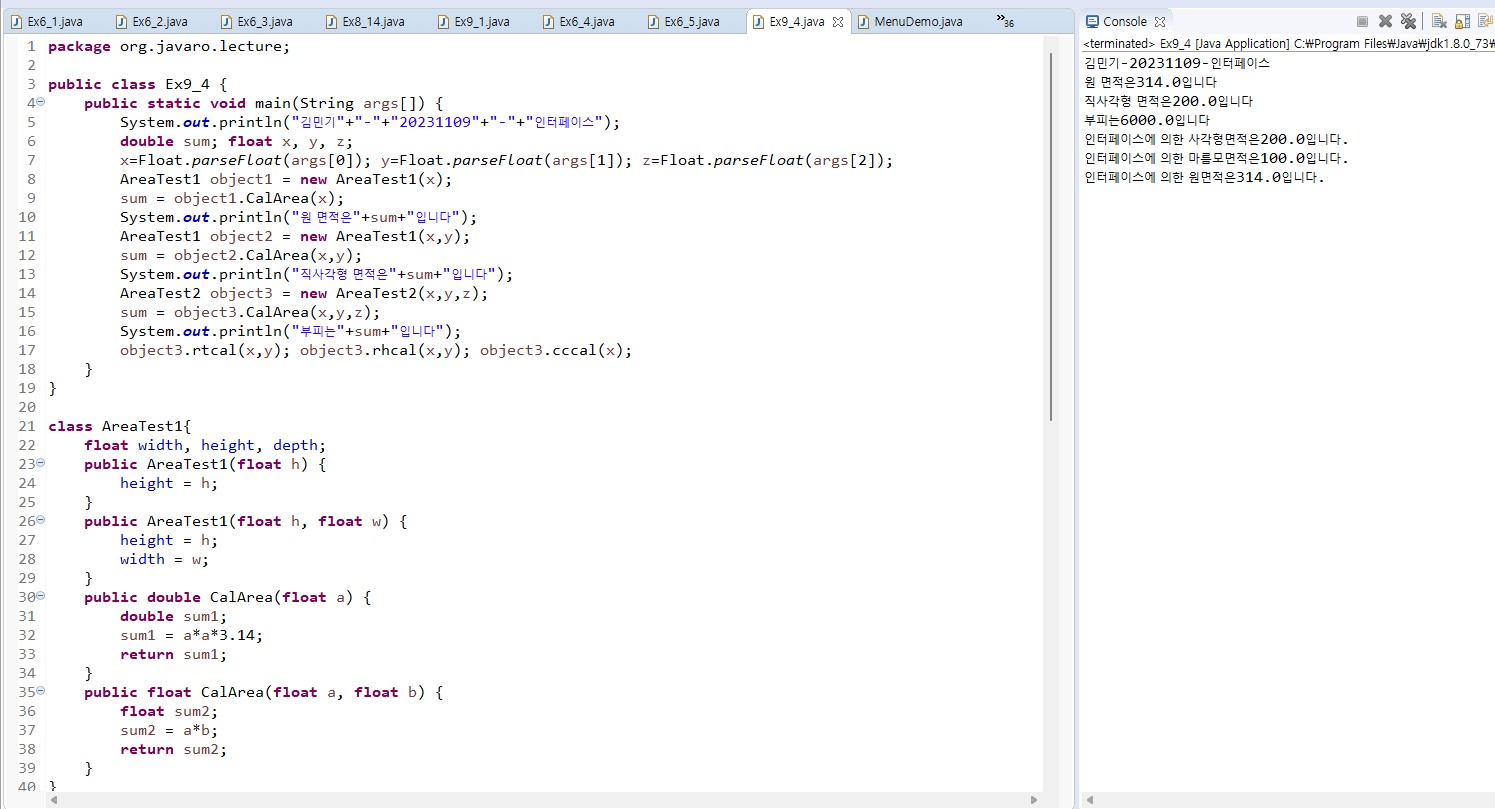 Ex6_1.java Ex6_2.java Ex6_3.java Ex8_14.java Ex9_1.java Ex6_4.java Ex6_5.java Ex9_4.java MenuDemo.java »36
1 package org.javaro.lecture;
2
3 public class Ex9_4 {
4     public static void main(String args[]) {
5         System.out.println("김민기"+"-"+"20231109"+"-"+"인터페이스");
6         double sum; float x, y, z;
7         x=Float.parseFloat(args[0]); y=Float.parseFloat(args[1]); z=Float.parseFloat(args[2]);
8         AreaTest1 object1 = new AreaTest1(x);
9         sum = object1.CalArea(x);
10         System.out.println("원 면적은"+sum+"입니다");
11         AreaTest1 object2 = new AreaTest1(x,y);
12         sum = object2.CalArea(x,y);
13         System.out.println("직사각형 면적은"+sum+"입니다");
14         AreaTest2 object3 = new AreaTest2(x,y,z);
15         sum = object3.CalArea(x,y,z);
16         System.out.println("부피는"+sum+"입니다");
17         object3.rtcal(x,y); object3.rhcal(x,y); object3.cccal(x);
18     }
19 }
20
21 class AreaTest1{
22     float width, height, depth;
23     public AreaTest1(float h) {
24         height = h;
25     }
26     public AreaTest1(float h, float w) {
27         height = h;
28         width = w;
29     }
30     public double CalArea(float a) {
31         double sum1;
32         sum1 = a*a*3.14;
33         return sum1;
34     }
35     public float CalArea(float a, float b) {
36         float sum2;
37         sum2 = a*b;
38         return sum2;
39     }
40 }
Console
<terminated> Ex9_4 [Java Application] C:₩Program Files₩Java₩jdk1.8.0_73₩
김민기-20231109-인터페이스
원 면적은314.0입니다
직사각형 면적은200.0입니다
부피는6000.0입니다
인터페이스에 의한 사각형면적은200.0입니다.
인터페이스에 의한 마름모면적은100.0입니다.
인터페이스에 의한 원면적은314.0입니다.